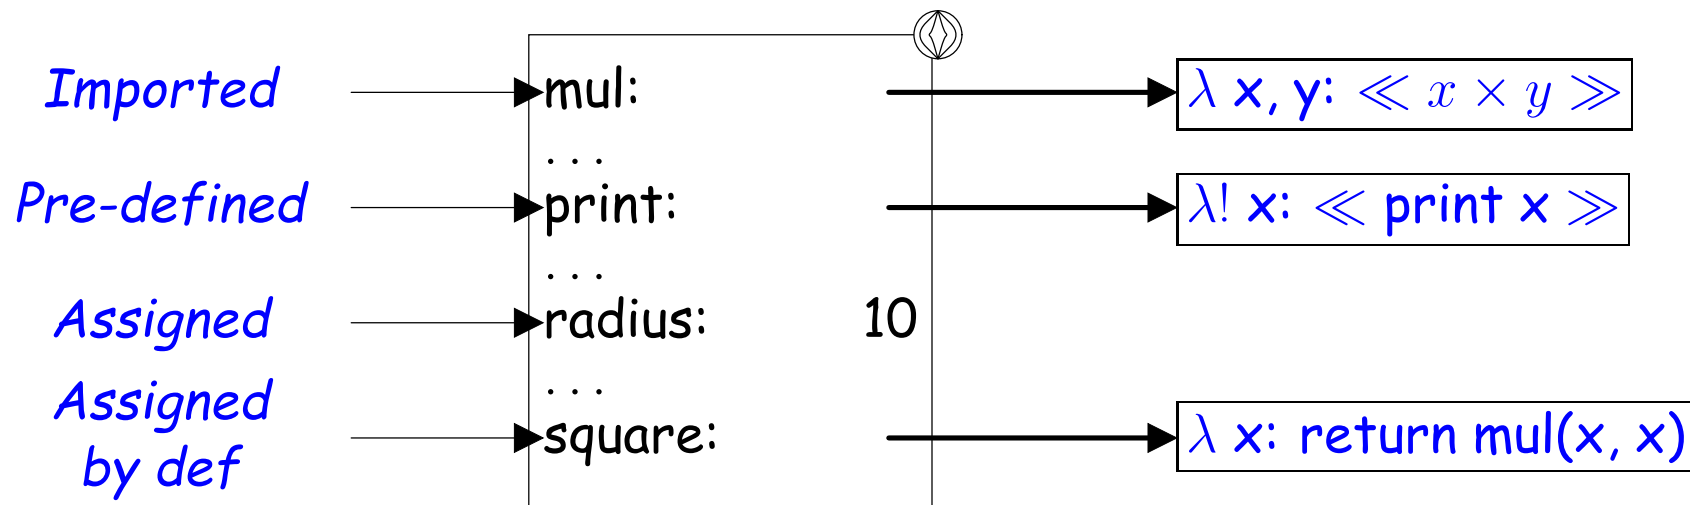 Imported mul: λ x, y: ≪ x × y ≫
. . .
Pre-defined print: λ! x: ≪ print x ≫
. . .
Assigned radius: 10
. . .
Assigned
by def square: λ x: return mul(x, x)